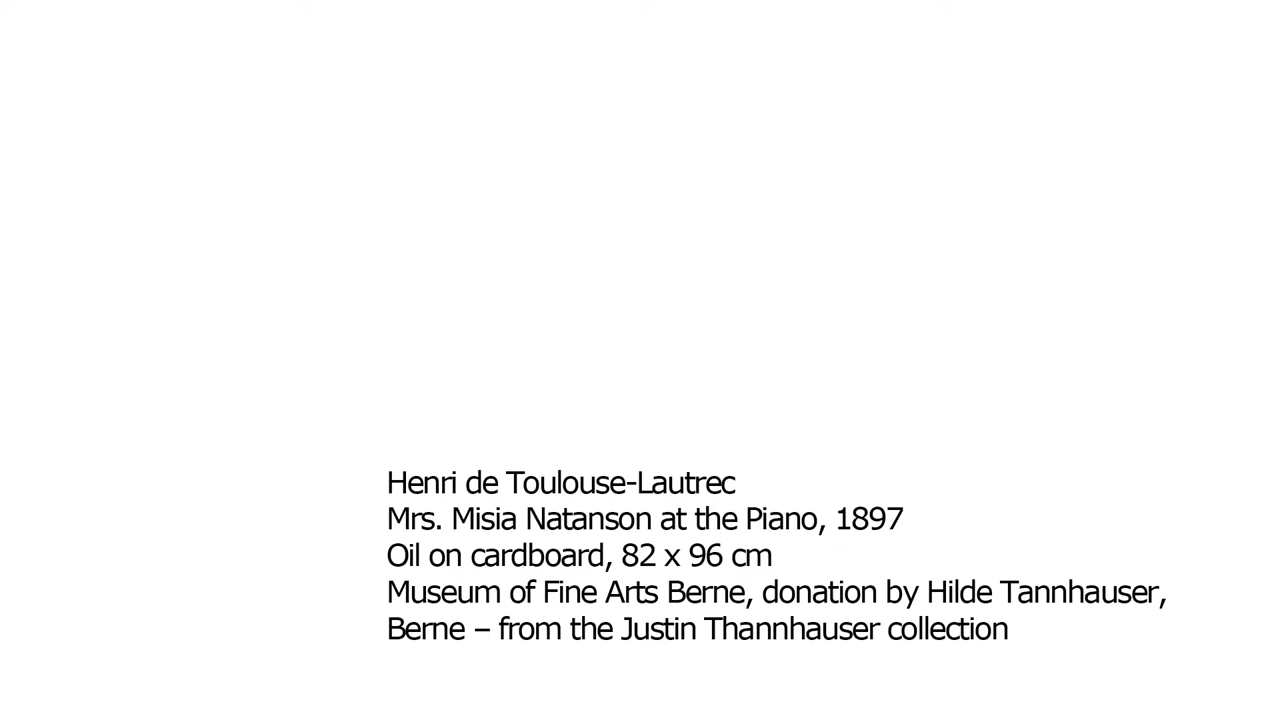 Henri de Toulouse-Lautrec
Mrs. Misia Natanson at the Piano, 1897
Oil on cardboard, 82 x 96 cm
Museum of Fine Arts Berne, donation by Hilde Tannhauser,
Berne – from the Justin Thannhauser collection